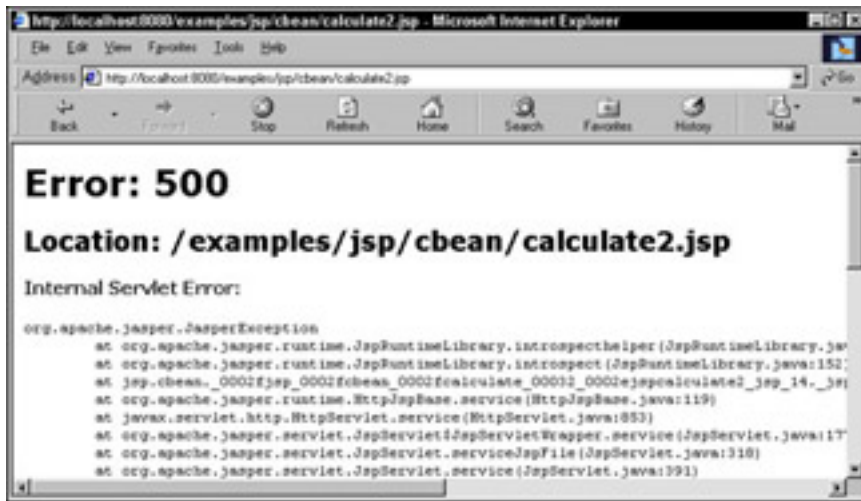 http://localhost:8080/examples/jsp/cbean/calculate2.jsp - Microsoft Internet Explorer
File Edit View Favorites Tools Help
Address http://localhost:8080/examples/jsp/cbean/calculate2.jsp Go
Back Forward Stop Refresh Home Search Favorites History Mail
Error: 500
Location: /examples/jsp/cbean/calculate2.jsp
Internal Servlet Error:
org.apache.jasper.JasperException
at org.apache.jasper.runtime.JspRuntimeLibrary.introspecthelper(JspRuntimeLibrary.jav
at org.apache.jasper.runtime.JspRuntimeLibrary.introspect(JspRuntimeLibrary.java:152)
at jsp.cbean._0002fjsp_0002fcbean_0002fcalculate_00032_0002ejspcalculate2_jsp_14._jsp
at org.apache.jasper.runtime.HttpJspBase.service(HttpJspBase.java:119)
at javax.servlet.http.HttpServlet.service(HttpServlet.java:853)
at org.apache.jasper.servlet.JspServlet$JspServletWrapper.service(JspServlet.java:17
at org.apache.jasper.servlet.JspServlet.serviceJspFile(JspServlet.java:318)
at org.apache.jasper.servlet.JspServlet.service(JspServlet.java:391)